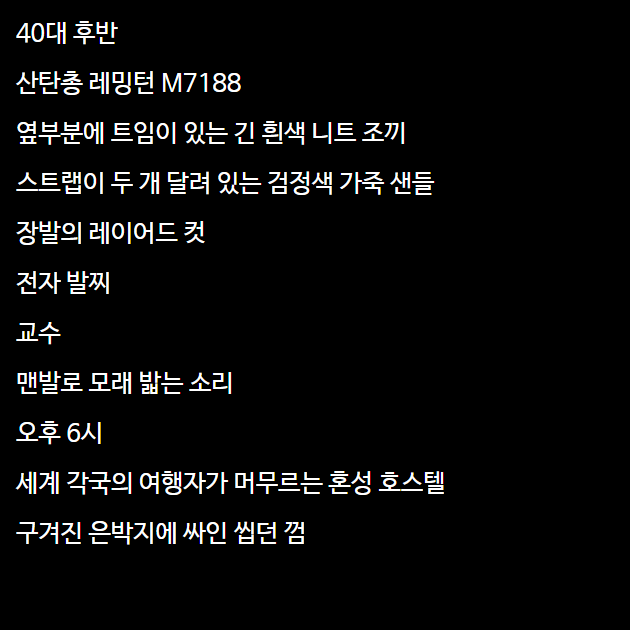 40대 후반
산탄총 레밍턴 M7188
옆부분에 트임이 있는 긴 흰색 니트 조끼
스트랩이 두 개 달려 있는 검정색 가죽 샌들
장발의 레이어드 컷
전자 발찌
교수
맨발로 모래 밟는 소리
오후 6시
세계 각국의 여행자가 머무르는 혼성 호스텔
구겨진 은박지에 싸인 씹던 껌